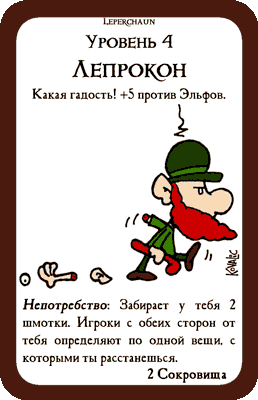 Leperchaun
Уровень 4
Лепрокон
Какая гадость! +5 против Эльфов.
Kovalic
Непотребство: Забирает у тебя 2
шмотки. Игроки с обеих сторон от
тебя определяют по одной вещи, с
которыми ты расстанешься.
2 Сокровища